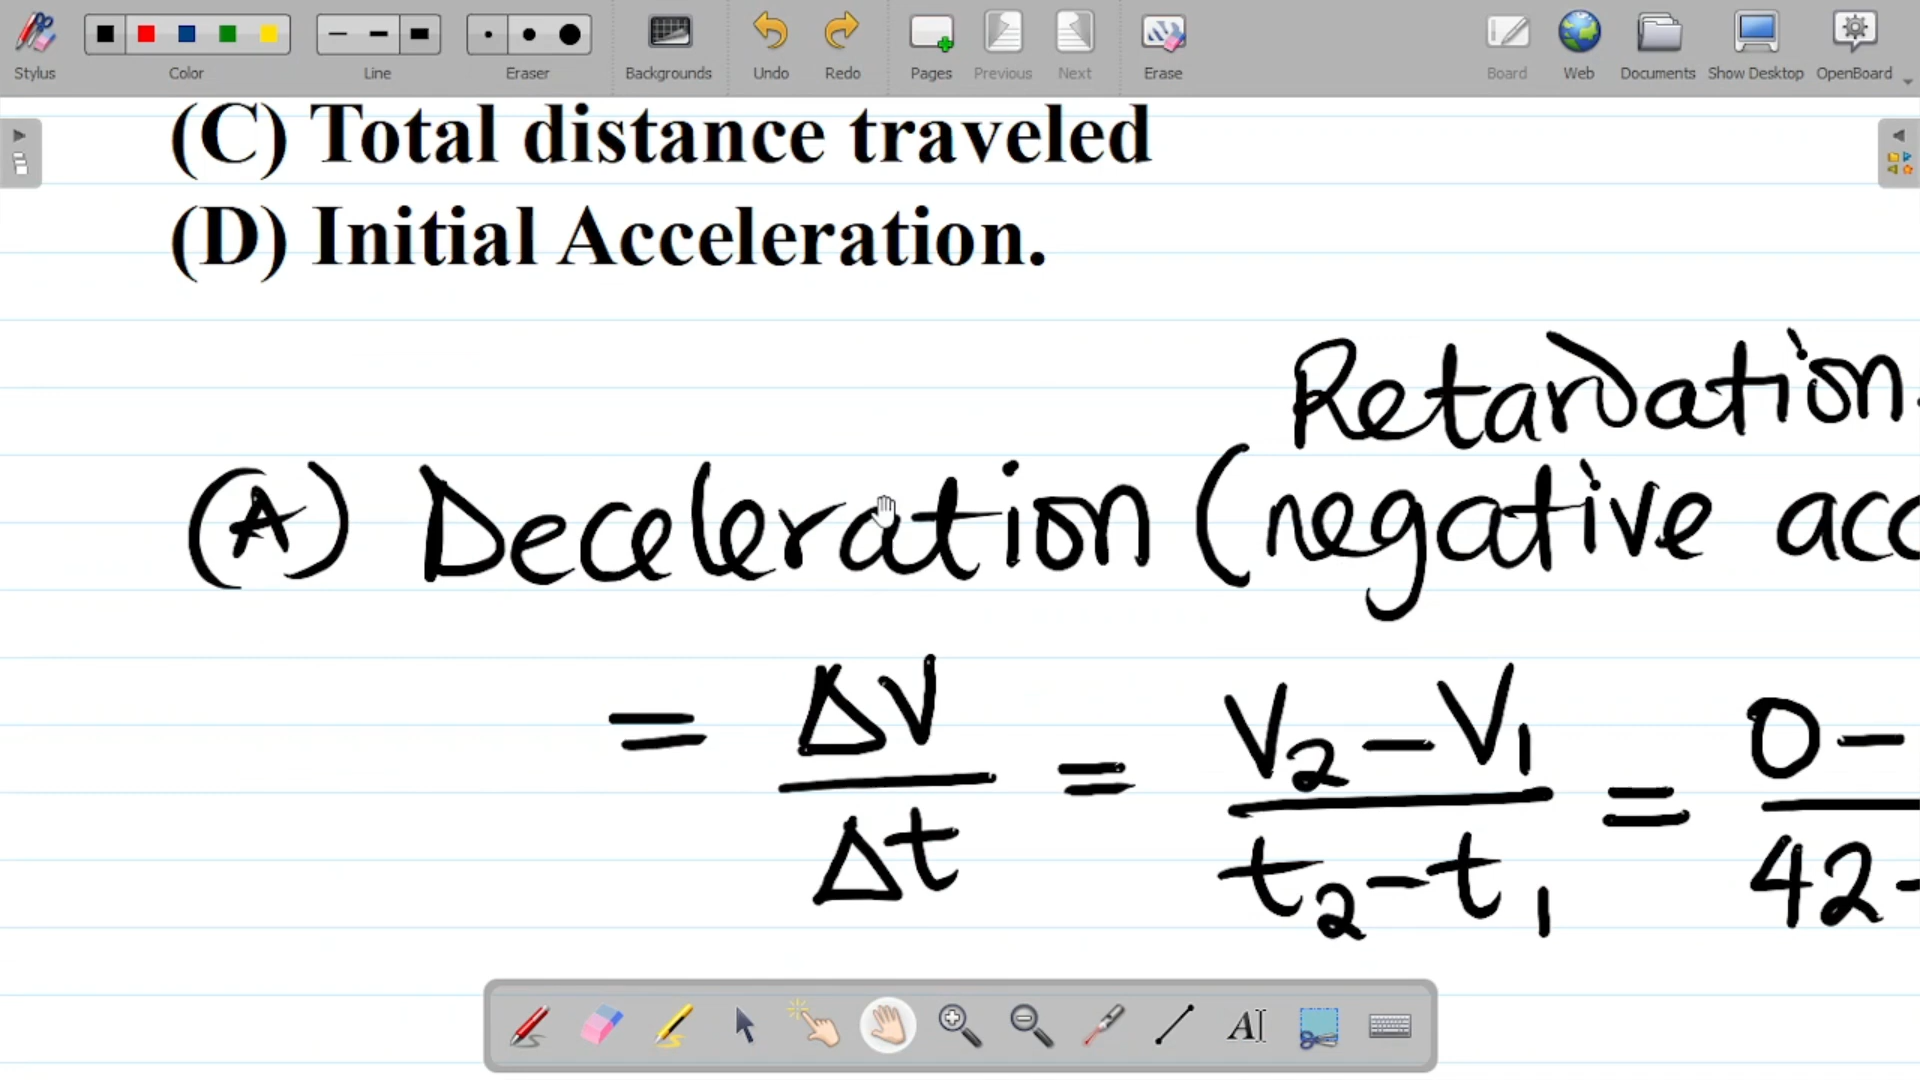 Stylus Color Line Eraser Backgrounds Undo Redo Pages Previous Next Erase Board Web Documents Show Desktop OpenBoard
(C) Total distance traveled
(D) Initial Acceleration.
Retardation.
(A) Deceleration (negative acc
= ΔV/Δt = V₂-V₁/t₂-t₁ = 0-/42-